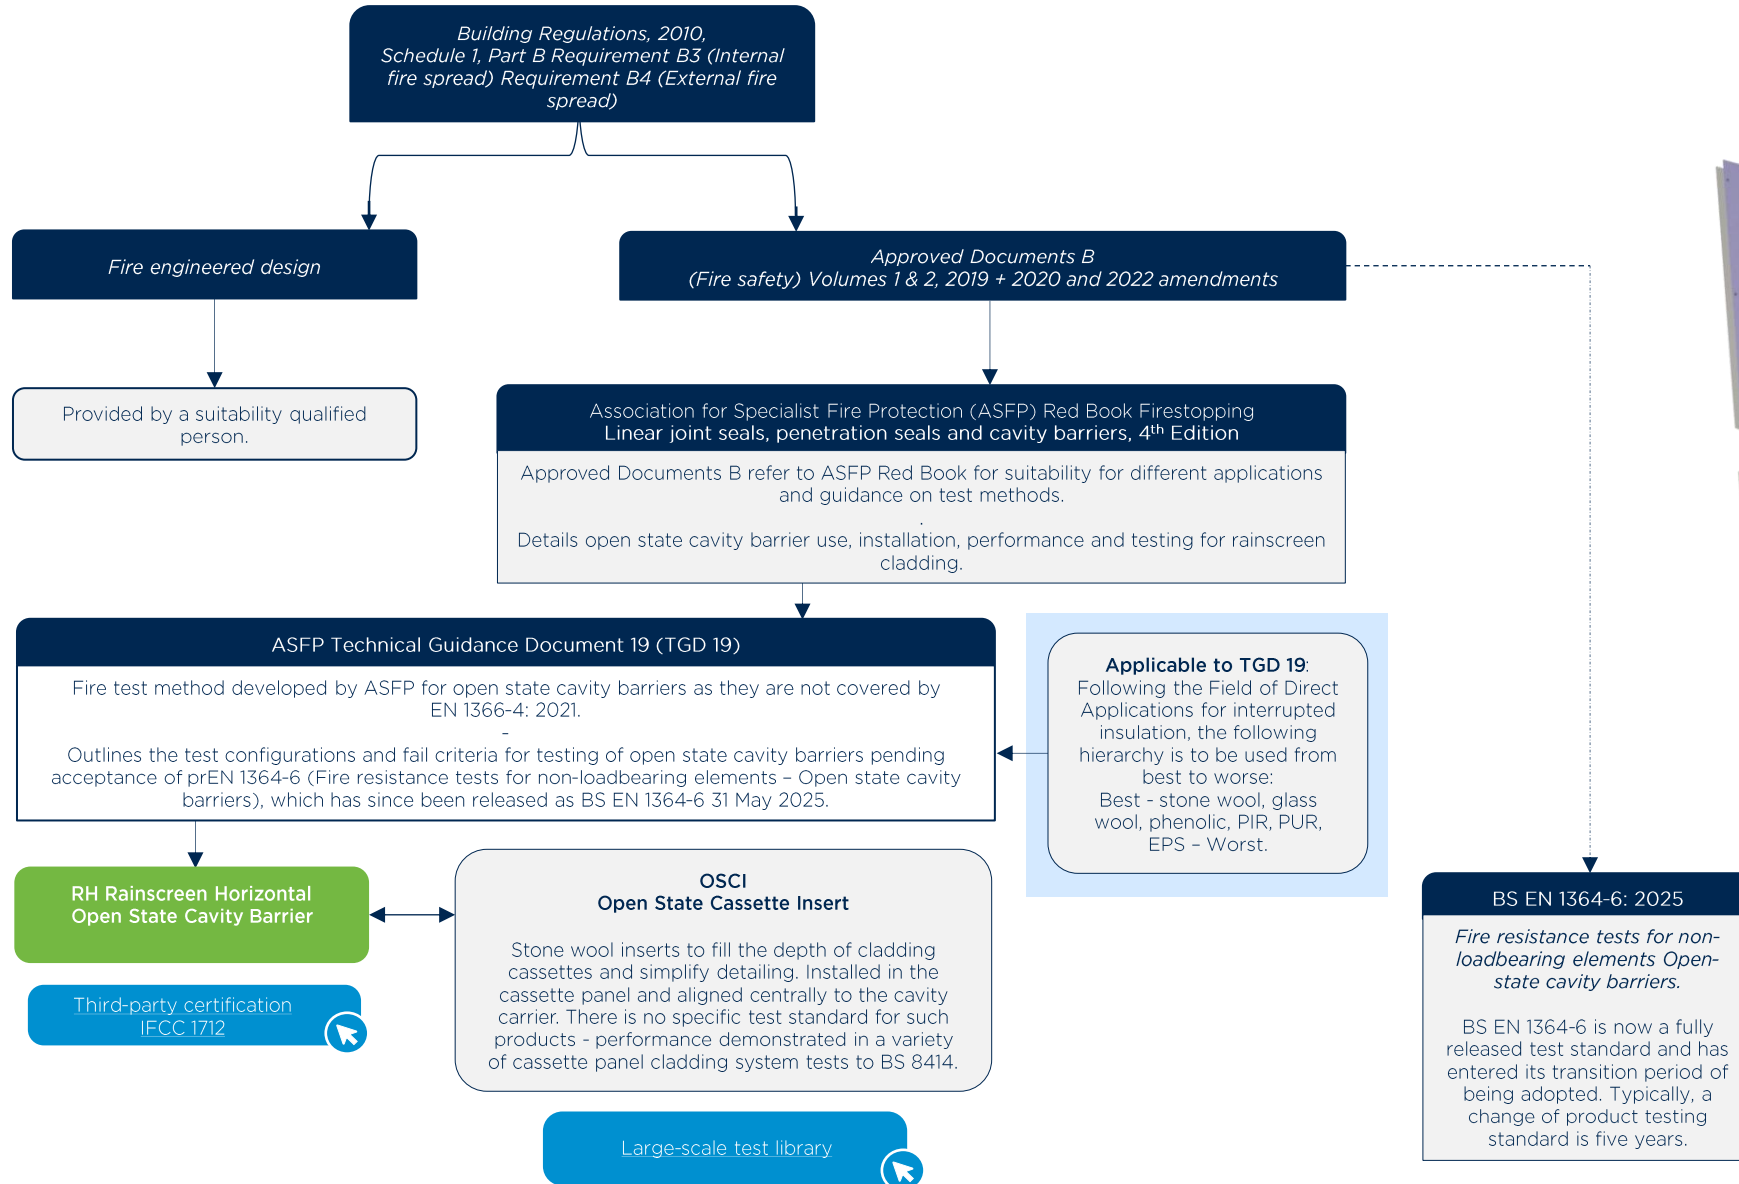 Building Regulations, 2010,
Schedule 1, Part B Requirement B3 (Internal
fire spread) Requirement B4 (External fire
spread)
Fire engineered design
Approved Documents B
(Fire safety) Volumes 1 & 2, 2019 + 2020 and 2022 amendments
Provided by a suitability qualified
person.
Association for Specialist Fire Protection (ASFP) Red Book Firestopping
Linear joint seals, penetration seals and cavity barriers, 4th Edition
Approved Documents B refer to ASFP Red Book for suitability for different applications
and guidance on test methods.
.
Details open state cavity barrier use, installation, performance and testing for rainscreen
cladding.
ASFP Technical Guidance Document 19 (TGD 19)
Fire test method developed by ASFP for open state cavity barriers as they are not covered by
EN 1366-4: 2021.
-
Outlines the test configurations and fail criteria for testing of open state cavity barriers pending
acceptance of prEN 1364-6 (Fire resistance tests for non-loadbearing elements – Open state cavity
barriers), which has since been released as BS EN 1364-6 31 May 2025.
Applicable to TGD 19:
Following the Field of Direct
Applications for interrupted
insulation, the following
hierarchy is to be used from
best to worse:
Best - stone wool, glass
wool, phenolic, PIR, PUR,
EPS – Worst.
RH Rainscreen Horizontal
Open State Cavity Barrier
Third-party certification
IFCC 1712
OSCI
Open State Cassette Insert
Stone wool inserts to fill the depth of cladding
cassettes and simplify detailing. Installed in the
cassette panel and aligned centrally to the cavity
carrier. There is no specific test standard for such
products - performance demonstrated in a variety
of cassette panel cladding system tests to BS 8414.
Large-scale test library
BS EN 1364-6: 2025
Fire resistance tests for non-
loadbearing elements Open-
state cavity barriers.
BS EN 1364-6 is now a fully
released test standard and has
entered its transition period of
being adopted. Typically, a
change of product testing
standard is five years.